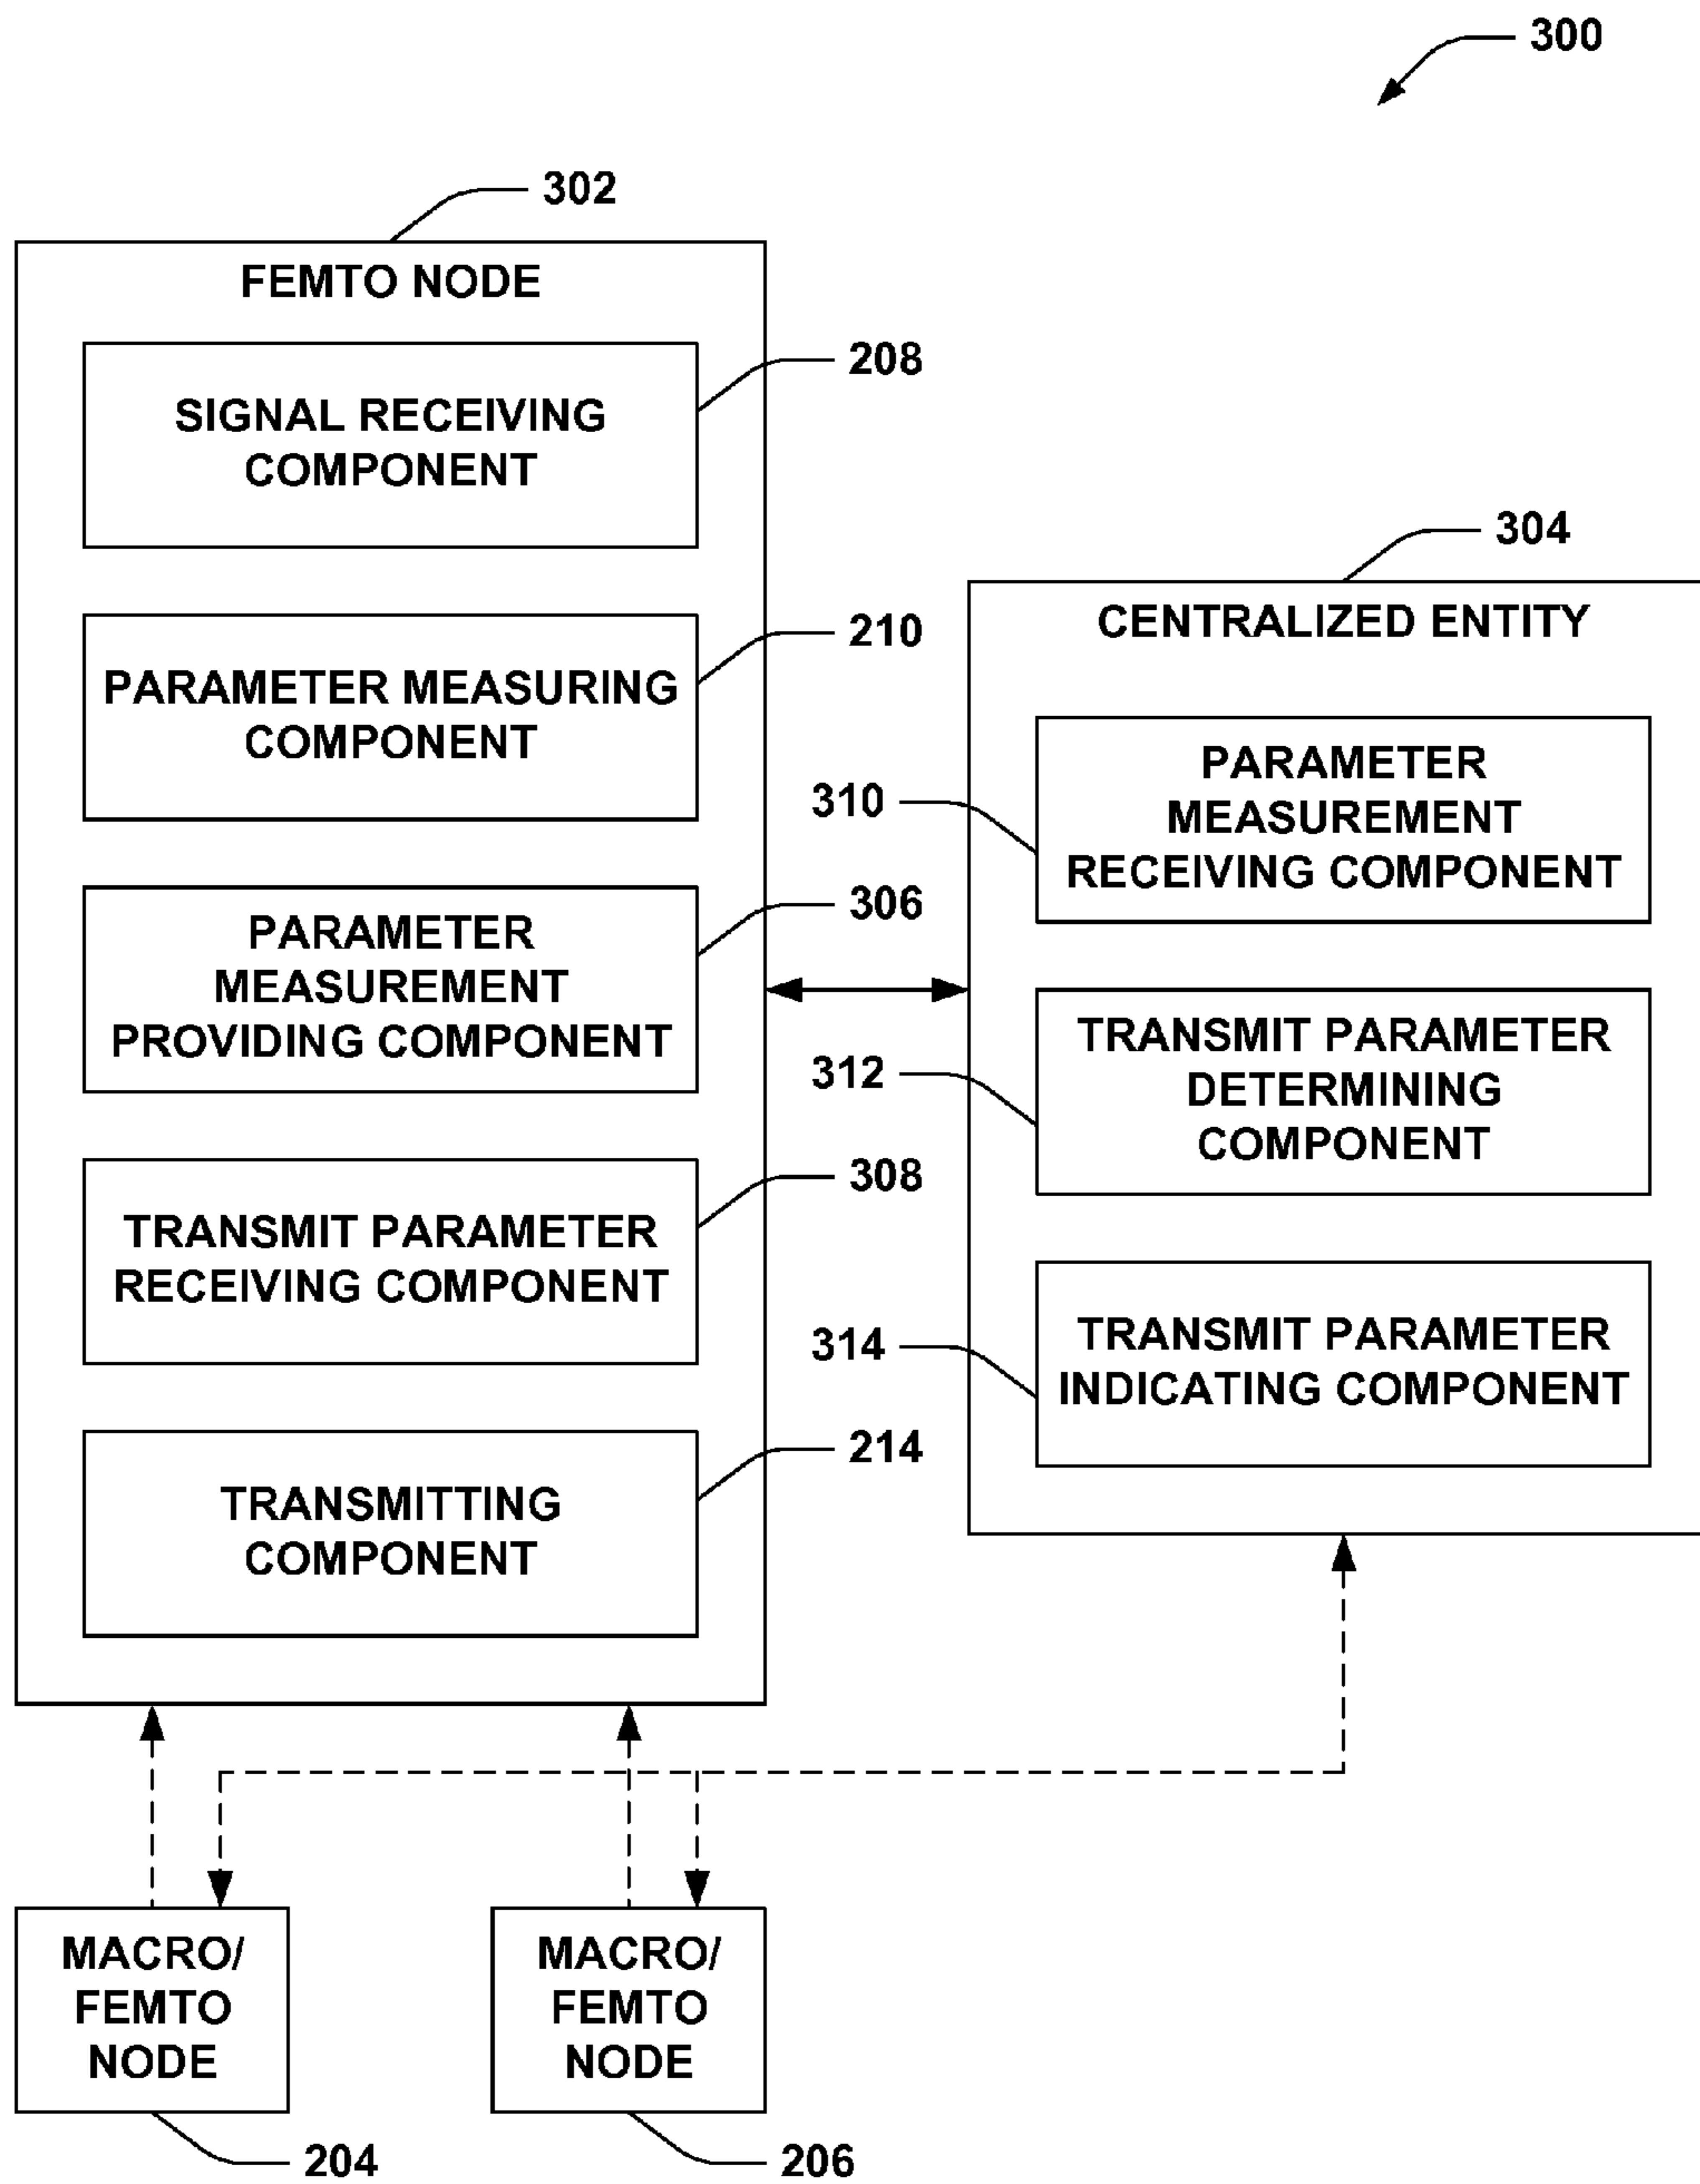 300
302
FEMTO NODE
208
SIGNAL RECEIVING
COMPONENT
210
PARAMETER MEASURING
COMPONENT
306
PARAMETER
MEASUREMENT
PROVIDING COMPONENT
308
TRANSMIT PARAMETER
RECEIVING COMPONENT
214
TRANSMITTING
COMPONENT
304
CENTRALIZED ENTITY
310
PARAMETER
MEASUREMENT
RECEIVING COMPONENT
312
TRANSMIT PARAMETER
DETERMINING
COMPONENT
314
TRANSMIT PARAMETER
INDICATING COMPONENT
MACRO/
FEMTO
NODE
204
MACRO/
FEMTO
NODE
206